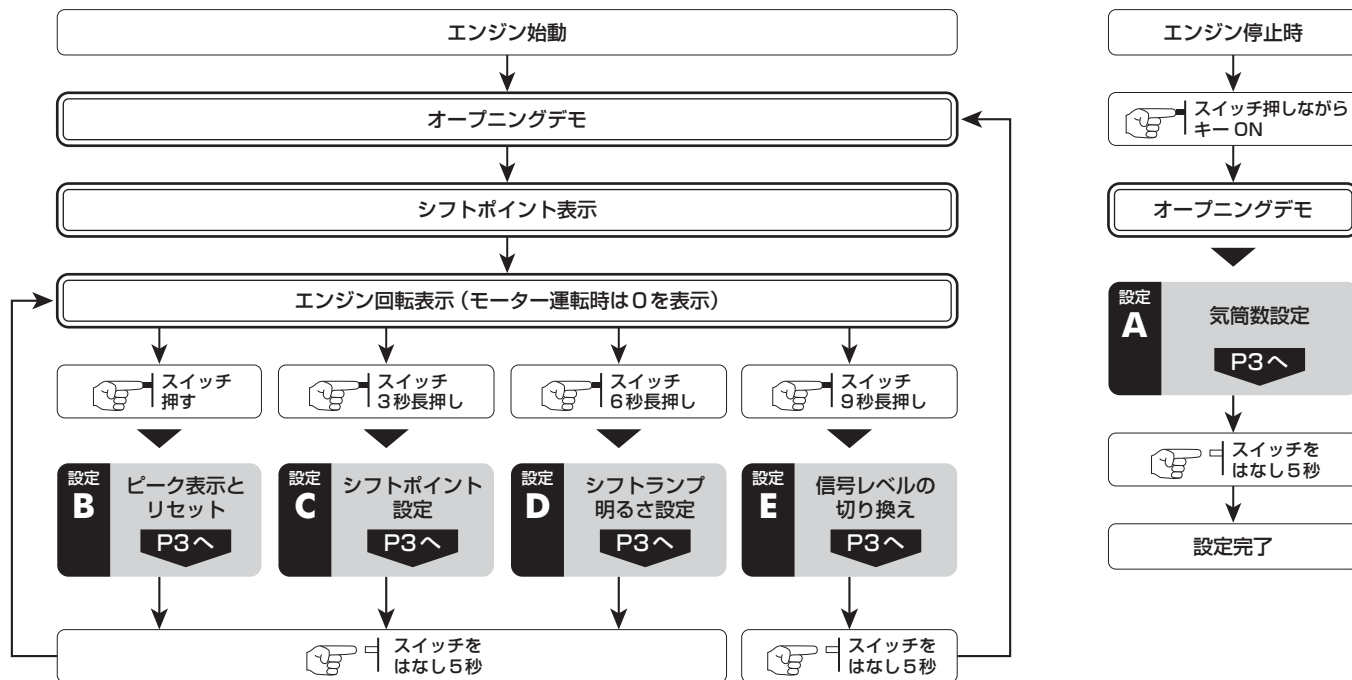 エンジン始動
オープニングデモ
シフトポイント表示
エンジン回転表示（モーター運転時は0を表示）
スイッチ
押す
スイッチ
3秒長押し
スイッチ
6秒長押し
スイッチ
9秒長押し
設定
B
ピーク表示と
リセット
P3へ
設定
C
シフトポイント
設定
P3へ
設定
D
シフトランプ
明るさ設定
P3へ
設定
E
信号レベルの
切り換え
P3へ
スイッチを
はなし5秒
スイッチを
はなし5秒
エンジン停止時
スイッチ押しながら
キー ON
オープニングデモ
設定
A
気筒数設定
P3へ
スイッチを
はなし5秒
設定完了